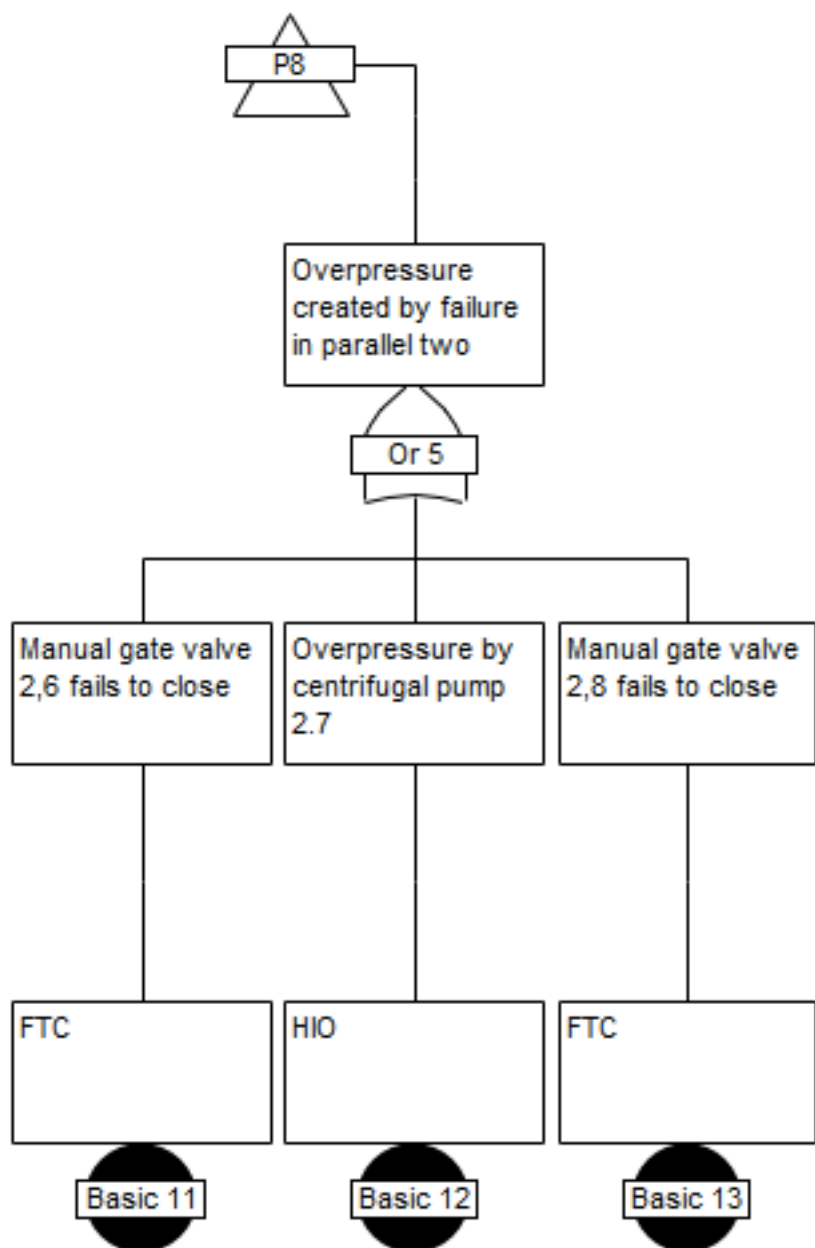 P8
Overpressure
created by failure
in parallel two
Or 5
Manual gate valve
2,6 fails to close
Overpressure by
centrifugal pump
2.7
Manual gate valve
2,8 fails to close
FTC
HIO
FTC
Basic 11
Basic 12
Basic 13